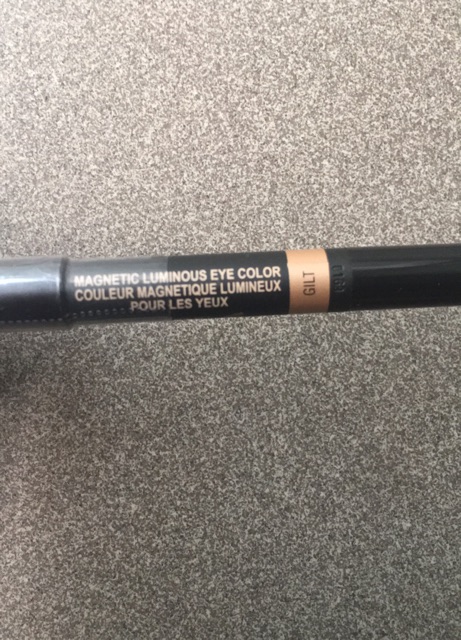 MAGNETIC LUMINOUS EYE COLOR
COULEUR MAGNETIQUE LUMINEUX
POUR LES YEUX
GILT